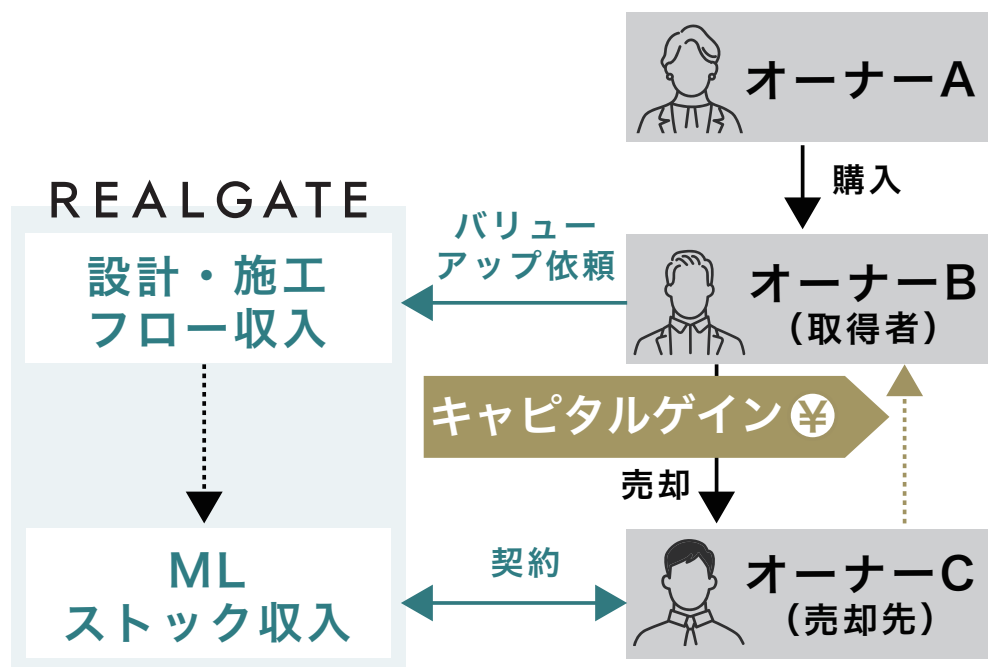 オーナーA
購入
REALGATE
バリュー
アップ依頼
設計・施工
フロー収入
オーナーB
（取得者）
キャピタルゲイン¥
売却
ML
ストック収入
契約
オーナーC
（売却先）